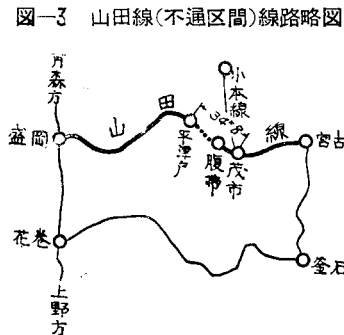 図—3 山田線(不通区間)線路略図
青森方
盛岡
山田線
平津戸
小本線
腹帯
茂市
宮古
花巻
釜石
上野方